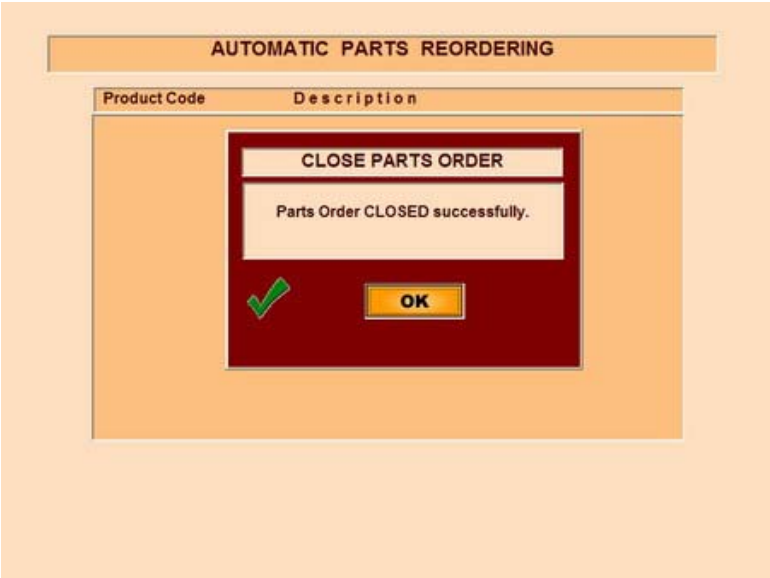 AUTOMATIC PARTS REORDERING
Product Code Description
CLOSE PARTS ORDER
Parts Order CLOSED successfully.
OK